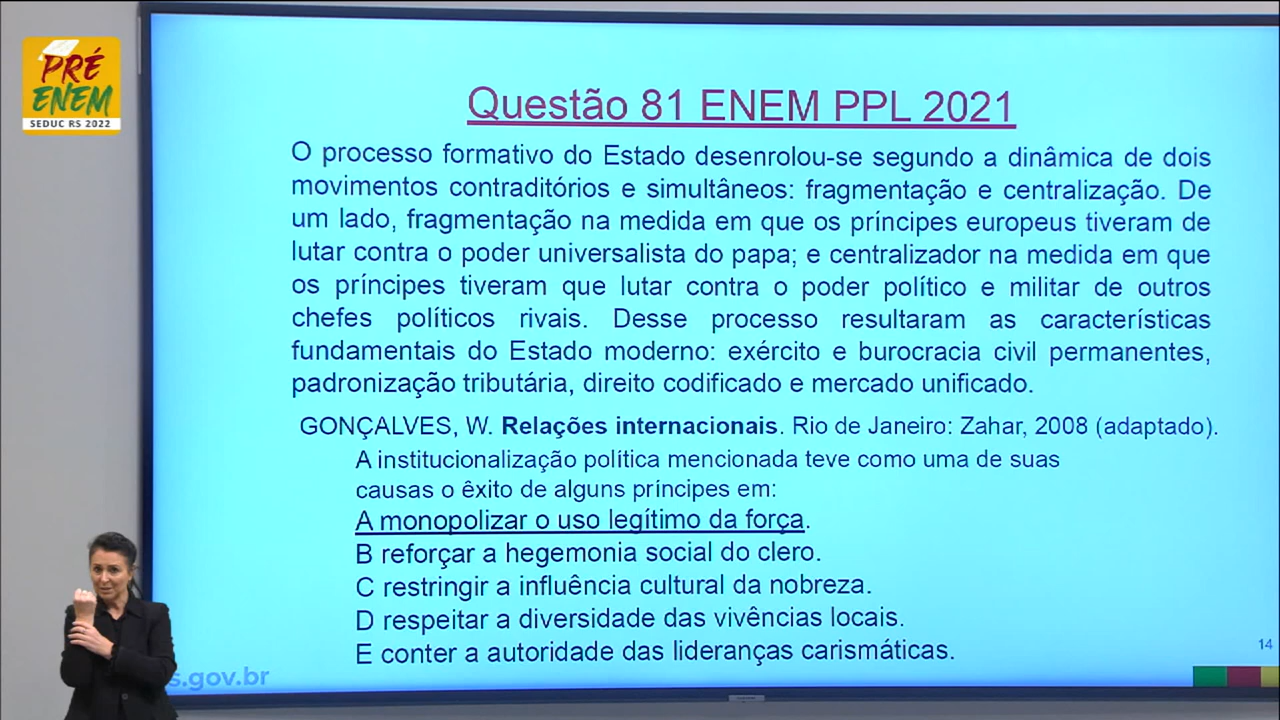 PRÉ
ENEM
SEDUC RS 2022
Questão 81 ENEM PPL 2021
O processo formativo do Estado desenrolou-se segundo a dinâmica de dois
movimentos contraditórios e simultâneos: fragmentação e centralização. De
um lado, fragmentação na medida em que os príncipes europeus tiveram de
lutar contra o poder universalista do papa; e centralizador na medida em que
os príncipes tiveram que lutar contra o poder político e militar de outros
chefes políticos rivais. Desse processo resultaram as características
fundamentais do Estado moderno: exército e burocracia civil permanentes,
padronização tributária, direito codificado e mercado unificado.
GONÇALVES, W. Relações internacionais. Rio de Janeiro: Zahar, 2008 (adaptado).
A institucionalização política mencionada teve como uma de suas
causas o êxito de alguns príncipes em:
A monopolizar o uso legítimo da força.
B reforçar a hegemonia social do clero.
C restringir a influência cultural da nobreza.
D respeitar a diversidade das vivências locais.
E conter a autoridade das lideranças carismáticas.
14
s.gov.br